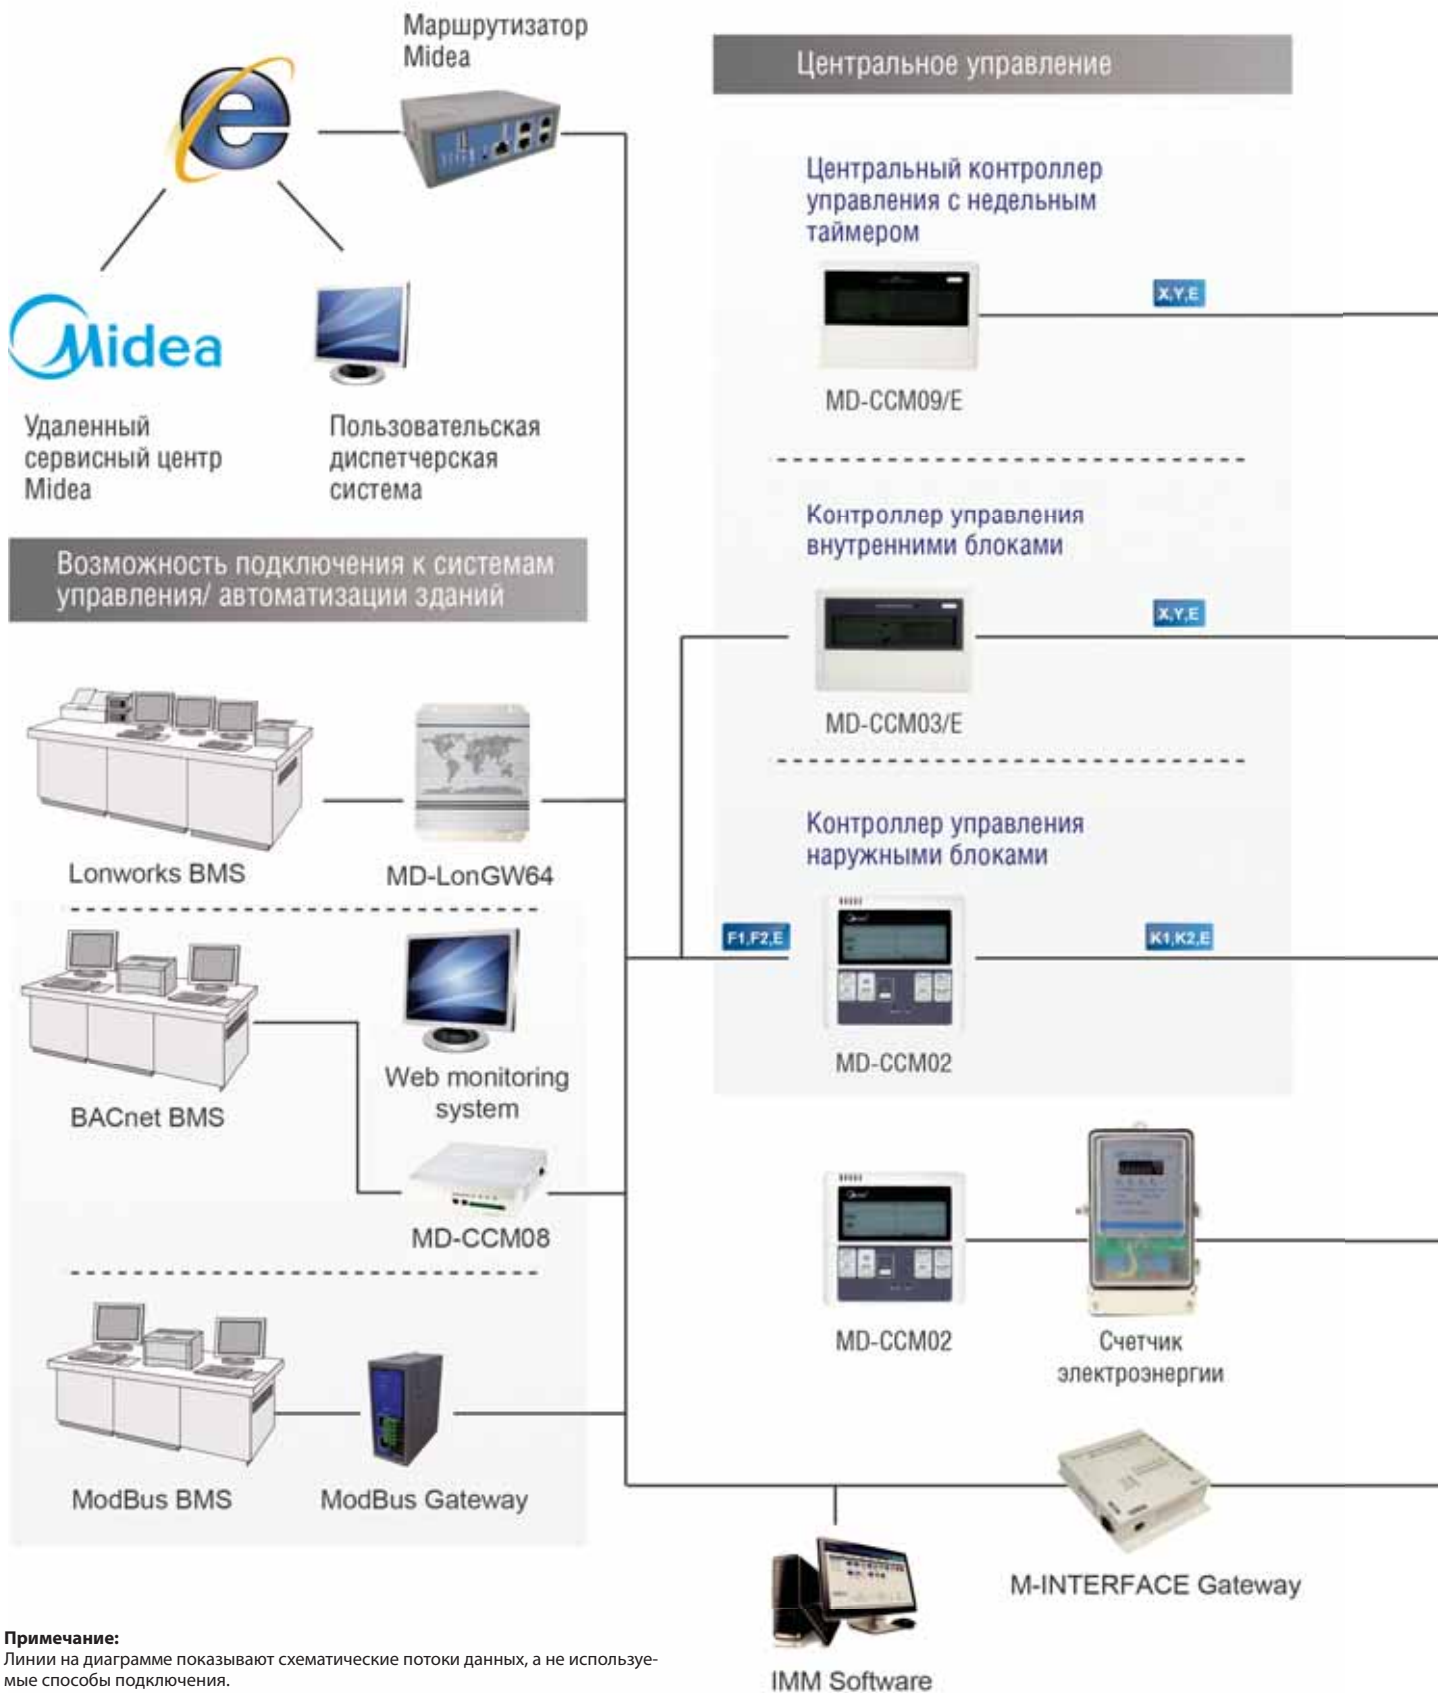 Маршрутизатор
Midea
Midea
Удаленный
сервисный центр
Midea
Пользовательская
диспетчерская
система
Возможность подключения к системам
управления/ автоматизации зданий
Lonworks BMS
MD-LonGW64
BACnet BMS
Web monitoring
system
MD-CCM08
ModBus BMS
ModBus Gateway
Центральное управление
Центральный контроллер
управления с недельным
таймером
X,Y,E
MD-CCM09/E
Контроллер управления
внутренними блоками
X,Y,E
MD-CCM03/E
Контроллер управления
наружными блоками
F1,F2,E
K1,K2,E
MD-CCM02
MD-CCM02
Счетчик
электроэнергии
M-INTERFACE Gateway
IMM Software
Примечание:
Линии на диаграмме показывают схематические потоки данных, а не используе-
мые способы подключения.